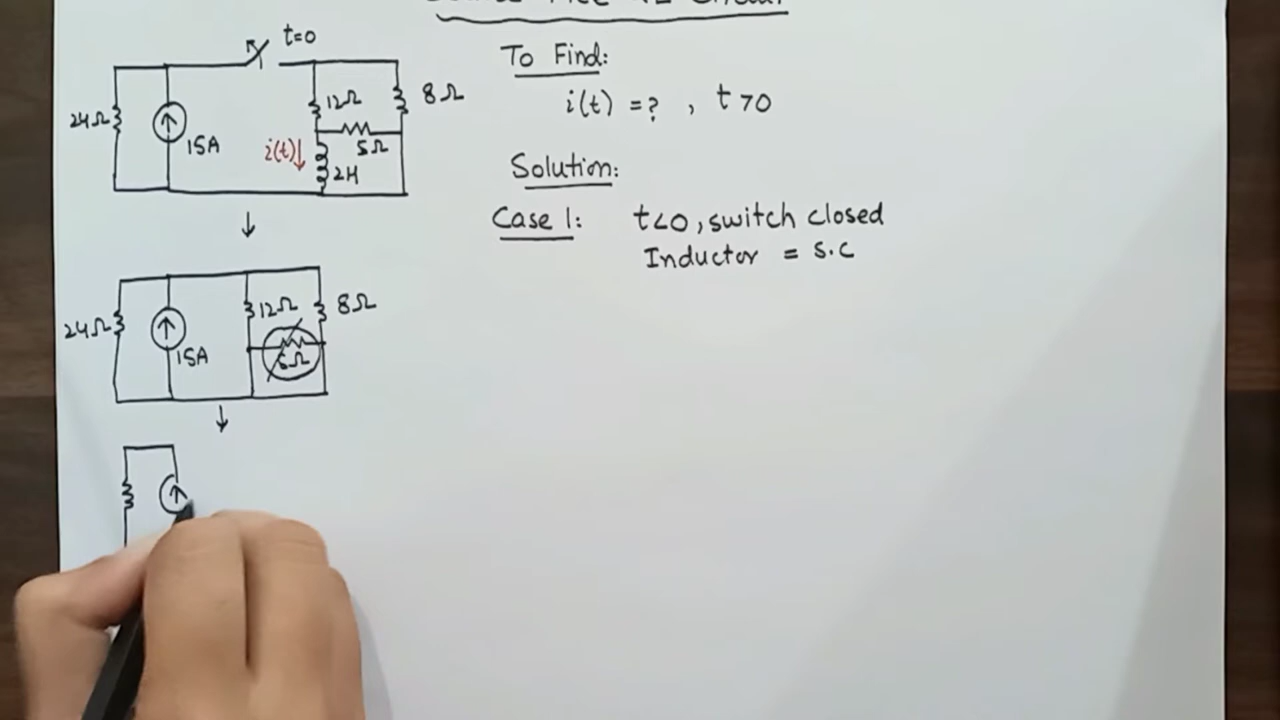 To Find:
i(t) = ? , t>0
Solution:
Case 1: t<0, switch closed
Inductor = S.C
t=0
24Ω
15A
12Ω
8Ω
5Ω
i(t)↓
2H
24Ω
15A
12Ω
8Ω
5Ω